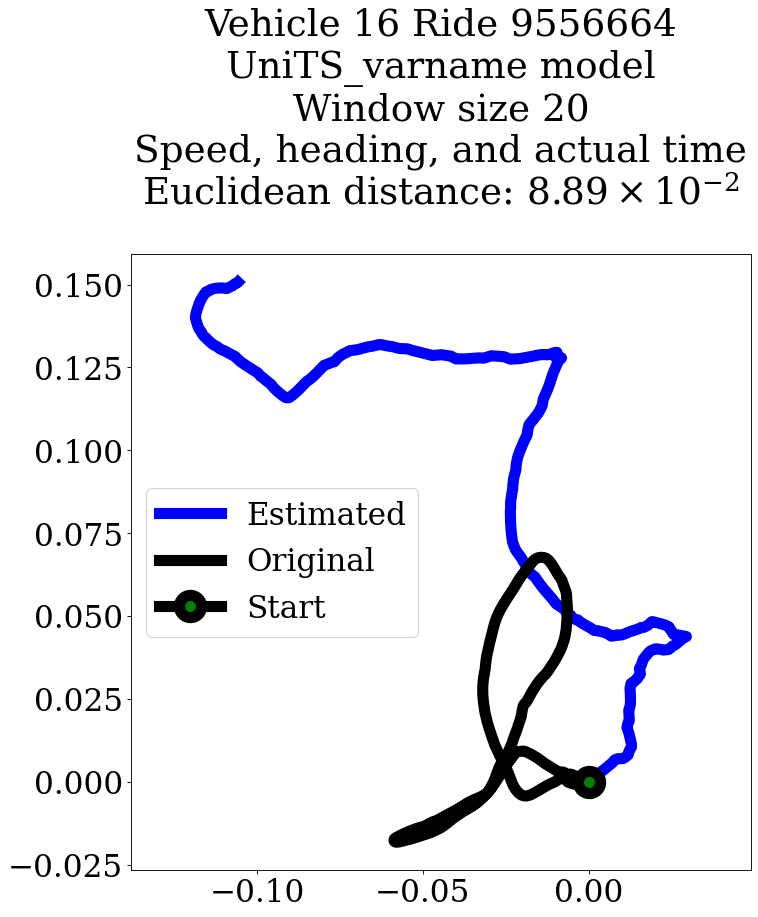 Vehicle 16 Ride 9556664
UniTS_varname model
Window size 20
Speed, heading, and actual time
Euclidean distance: 8.89 × 10⁻²
0.150
0.125
0.100
0.075
0.050
0.025
0.000
−0.025
Estimated
Original
Start
−0.10
−0.05
0.00